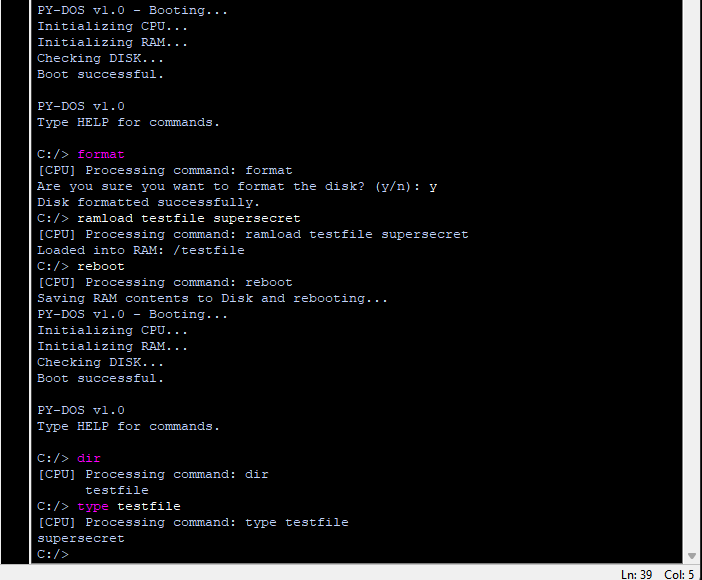 PY-DOS v1.0 - Booting...
Initializing CPU...
Initializing RAM...
Checking DISK...
Boot successful.
PY-DOS v1.0
Type HELP for commands.
C:/> format
[CPU] Processing command: format
Are you sure you want to format the disk? (y/n): y
Disk formatted successfully.
C:/> ramload testfile supersecret
[CPU] Processing command: ramload testfile supersecret
Loaded into RAM: /testfile
C:/> reboot
[CPU] Processing command: reboot
Saving RAM contents to Disk and rebooting...
PY-DOS v1.0 - Booting...
Initializing CPU...
Initializing RAM...
Checking DISK...
Boot successful.
PY-DOS v1.0
Type HELP for commands.
C:/> dir
[CPU] Processing command: dir
testfile
C:/> type testfile
[CPU] Processing command: type testfile
supersecret
C:/>
Ln: 39 Col: 5